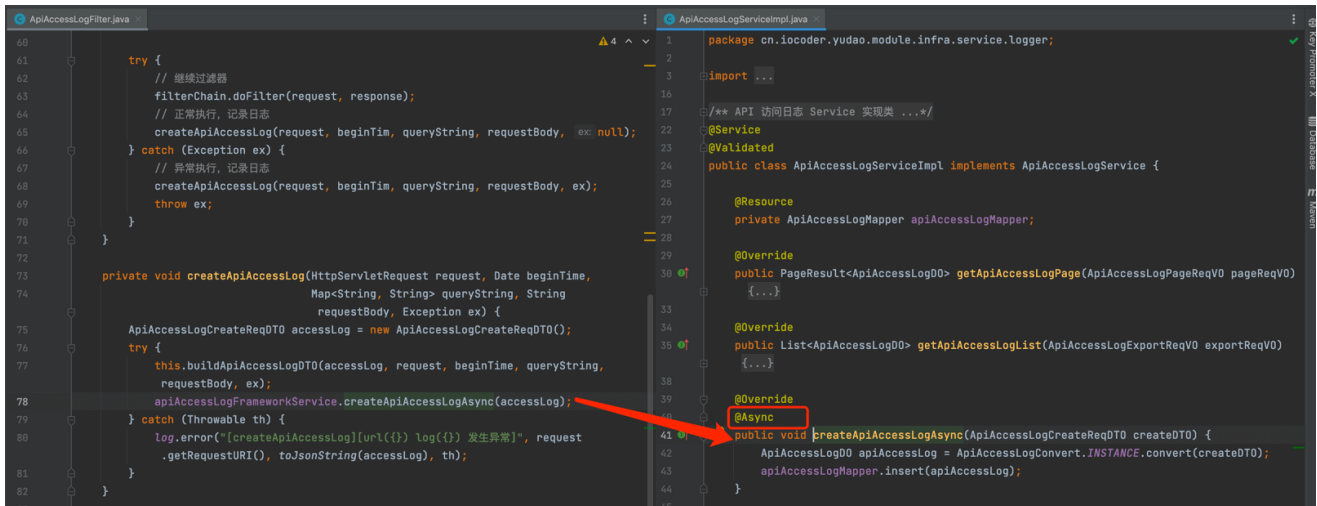 ApiAccessLogFilter.java
60
4
61 try {
62 // 继续过滤器
63 filterChain.doFilter(request, response);
64 // 正常执行，记录日志
65 createApiAccessLog(request, beginTim, queryString, requestBody, ex: null);
66 } catch (Exception ex) {
67 // 异常执行，记录日志
68 createApiAccessLog(request, beginTim, queryString, requestBody, ex);
69 throw ex;
70 }
71 }
72
73 private void createApiAccessLog(HttpServletRequest request, Date beginTime,
74 Map<String, String> queryString, String
requestBody, Exception ex) {
75 ApiAccessLogCreateReqDTO accessLog = new ApiAccessLogCreateReqDTO();
76 try {
77 this.buildApiAccessLogDTO(accessLog, request, beginTime, queryString,
requestBody, ex);
78 apiAccessLogFrameworkService.createApiAccessLogAsync(accessLog);
79 } catch (Throwable th) {
80 log.error("[createApiAccessLog][url({}) log({}) 发生异常]", request
.getRequestURI(), toJsonString(accessLog), th);
81 }
82 }
ApiAccessLogServiceImpl.java
1 package cn.iocoder.yudao.module.infra.service.logger;
2
3 import ...
16
17 /** API 访问日志 Service 实现类 ...*/
22 @Service
23 @Validated
24 public class ApiAccessLogServiceImpl implements ApiAccessLogService {
25
26 @Resource
27 private ApiAccessLogMapper apiAccessLogMapper;
28
29 @Override
30 public PageResult<ApiAccessLogDO> getApiAccessLogPage(ApiAccessLogPageReqVO pageReqVO)
{...}
33
34 @Override
35 public List<ApiAccessLogDO> getApiAccessLogList(ApiAccessLogExportReqVO exportReqVO)
{...}
38
39 @Override
40 @Async
41 public void createApiAccessLogAsync(ApiAccessLogCreateReqDTO createDTO) {
42 ApiAccessLogDO apiAccessLog = ApiAccessLogConvert.INSTANCE.convert(createDTO);
43 apiAccessLogMapper.insert(apiAccessLog);
44 }
Key Promoter X
Database
m Maven